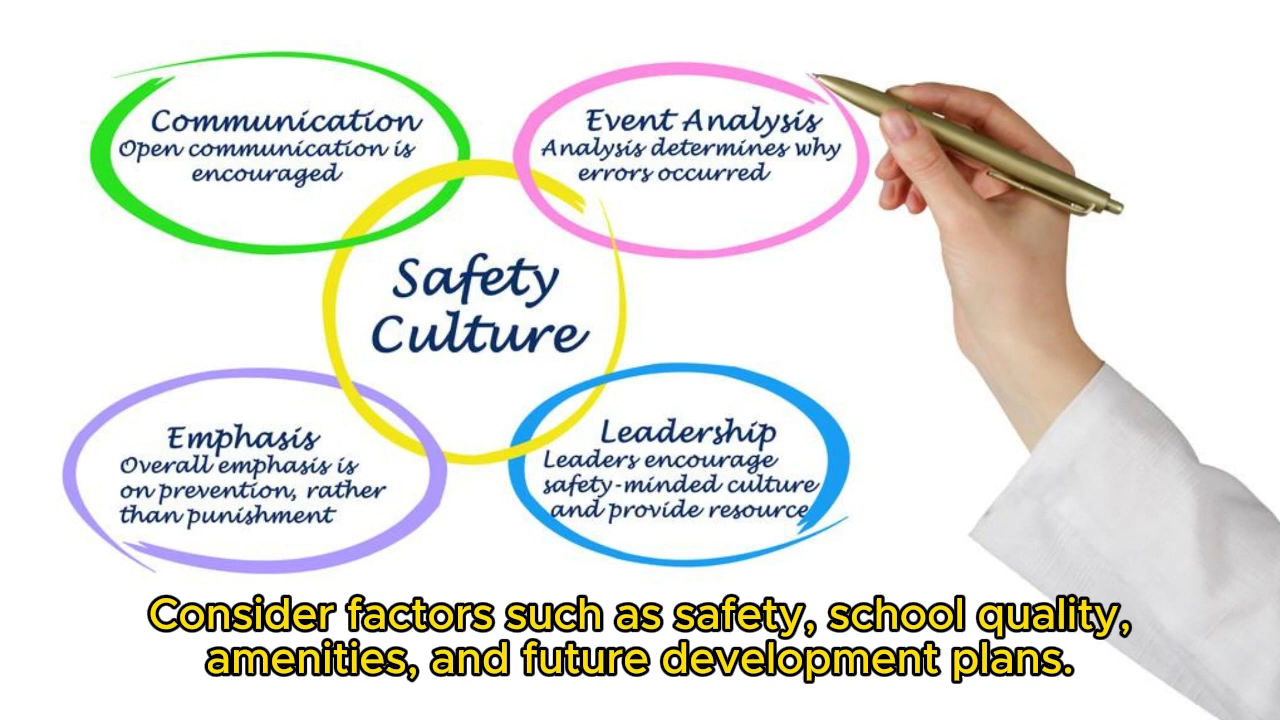 Communication
Open communication is
encouraged
Event Analysis
Analysis determines why
errors occurred
Safety
Culture
Emphasis
Overall emphasis is
on prevention, rather
than punishment
Leadership
Leaders encourage
safety-minded culture
and provide resource
Consider factors such as safety, school quality,
amenities, and future development plans.